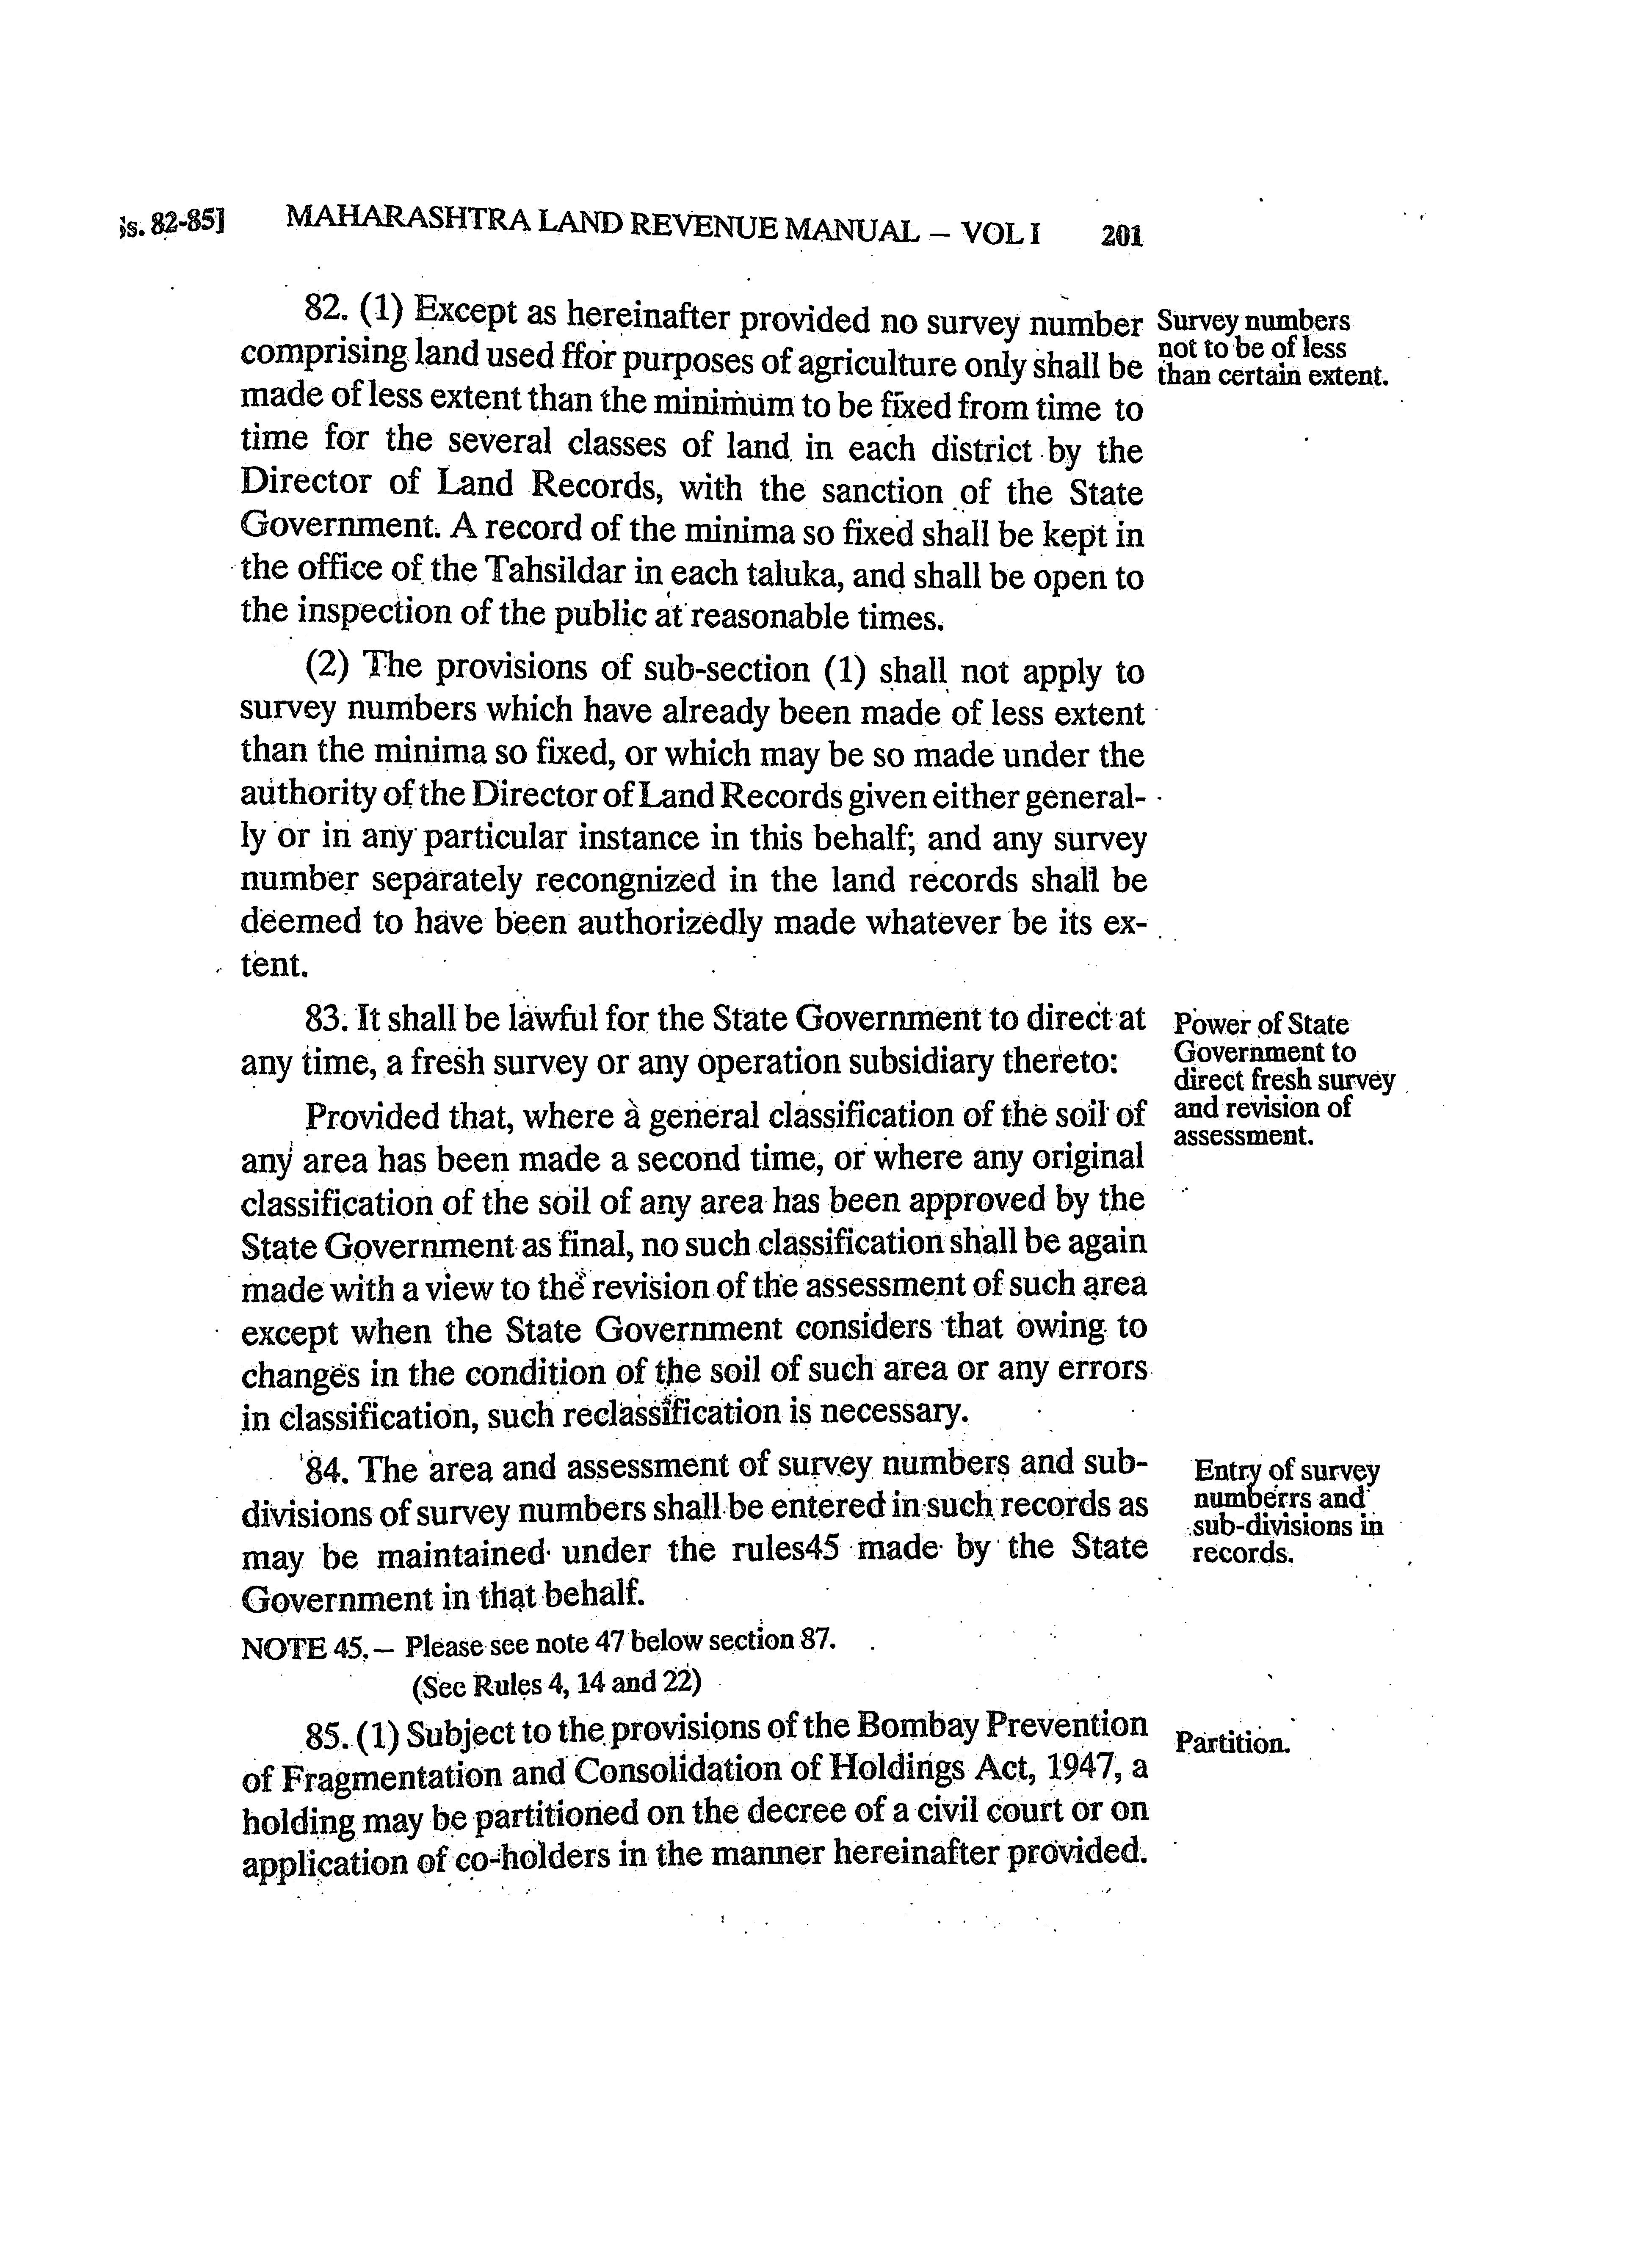 s. 82-85] MAHARASHTRA LAND REVENUE MANUAL – VOL I 201
82. (1) Except as hereinafter provided no survey number
comprising land used ffor purposes of agriculture only shall be
made of less extent than the minimum to be fixed from time to
time for the several classes of land in each district by the
Director of Land Records, with the sanction of the State
Government. A record of the minima so fixed shall be kept in
the office of the Tahsildar in each taluka, and shall be open to
the inspection of the public at reasonable times.
Survey numbers
not to be of less
than certain extent.
(2) The provisions of sub-section (1) shall not apply to
survey numbers which have already been made of less extent
than the minima so fixed, or which may be so made under the
authority of the Director of Land Records given either general-
ly or in any particular instance in this behalf; and any survey
number separately recongnized in the land records shall be
deemed to have been authorizedly made whatever be its ex-
tent.
83. It shall be lawful for the State Government to direct at
any time, a fresh survey or any operation subsidiary thereto:
Power of State
Government to
direct fresh survey
and revision of
assessment.
Provided that, where a general classification of the soil of
any area has been made a second time, or where any original
classification of the soil of any area has been approved by the
State Government as final, no such classification shall be again
made with a view to the revision of the assessment of such area
except when the State Government considers that owing to
changes in the condition of the soil of such area or any errors
in classification, such reclassification is necessary.
84. The area and assessment of survey numbers and sub-
divisions of survey numbers shall be entered in such records as
may be maintained under the rules45 made by the State
Government in that behalf.
Entry of survey
numberrs and
sub-divisions in
records.
NOTE 45.– Please see note 47 below section 87.
(See Rules 4, 14 and 22)
85. (1) Subject to the provisions of the Bombay Prevention
of Fragmentation and Consolidation of Holdings Act, 1947, a
holding may be partitioned on the decree of a civil court or on
application of co-holders in the manner hereinafter provided.
Partition.